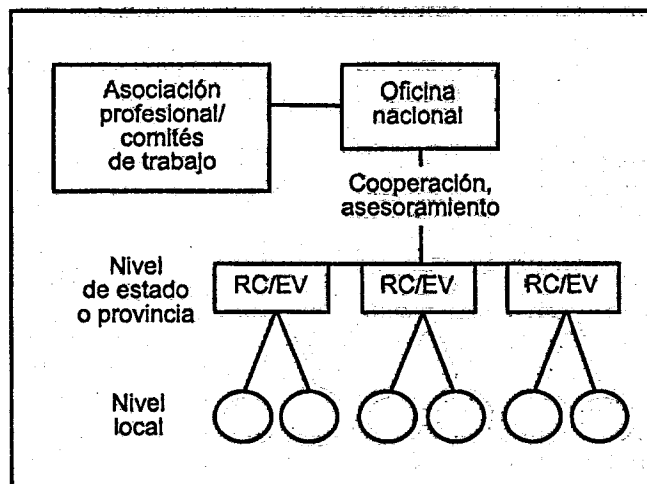 Asociación
profesional/
comités
de trabajo
Oficina
nacional
Cooperación,
asesoramiento
Nivel
de estado
o provincia
RC/EV
RC/EV
RC/EV
Nivel
local